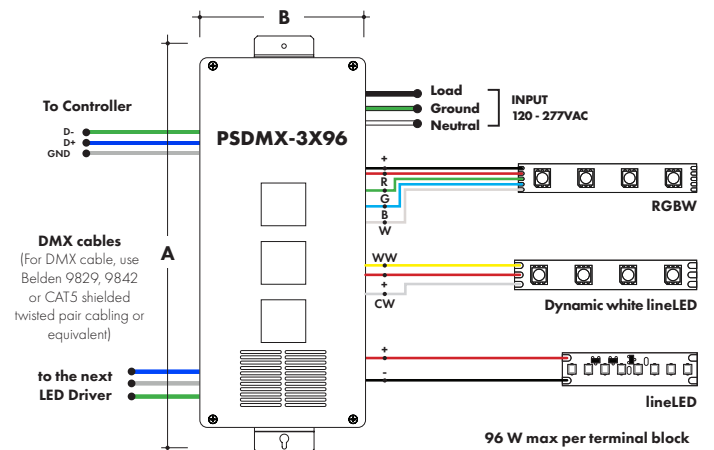 B
To Controller
D-
D+
GND
PSDMX-3X96
Load
Ground
Neutral
INPUT
120 - 277VAC
+
R
G
B
W
RGBW
DMX cables
(For DMX cable, use
Belden 9829, 9842
or CAT5 shielded
twisted pair cabling or
equivalent)
A
WW
+
CW
Dynamic white lineLED
to the next
LED Driver
+
-
lineLED
96 W max per terminal block